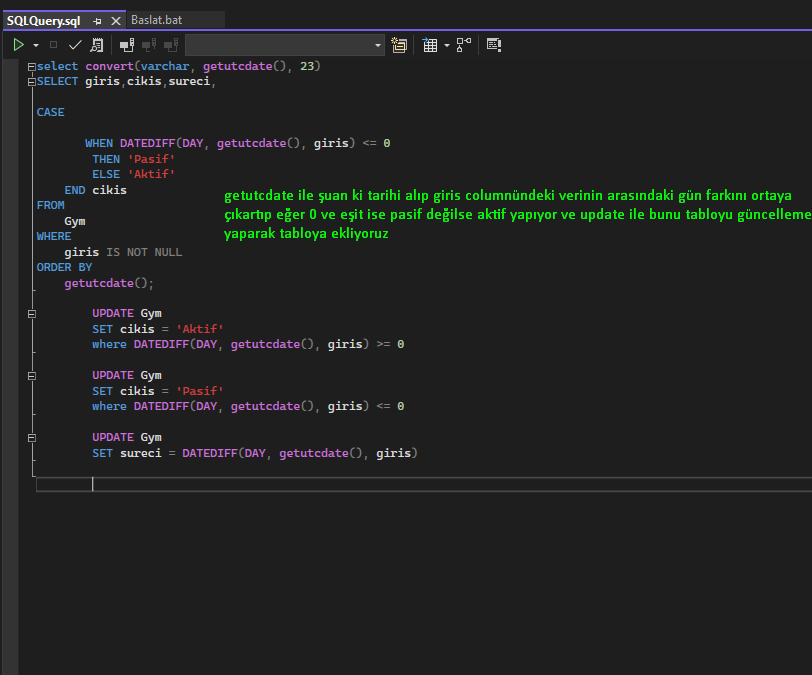 SQLQuery.sql Baslat.bat
select convert(varchar, getutcdate(), 23)
SELECT giris,cikis,sureci,
CASE
WHEN DATEDIFF(DAY, getutcdate(), giris) <= 0
THEN 'Pasif'
ELSE 'Aktif'
END cikis
FROM
Gym
WHERE
giris IS NOT NULL
ORDER BY
getutcdate();
getutcdate ile şuan ki tarihi alıp giris columnündeki verinin arasındaki gün farkını ortaya
çıkartıp eğer 0 ve eşit ise pasif değilse aktif yapıyor ve update ile bunu tabloyu güncelleme
yaparak tabloya ekliyoruz
UPDATE Gym
SET cikis = 'Aktif'
where DATEDIFF(DAY, getutcdate(), giris) >= 0
UPDATE Gym
SET cikis = 'Pasif'
where DATEDIFF(DAY, getutcdate(), giris) <= 0
UPDATE Gym
SET sureci = DATEDIFF(DAY, getutcdate(), giris)